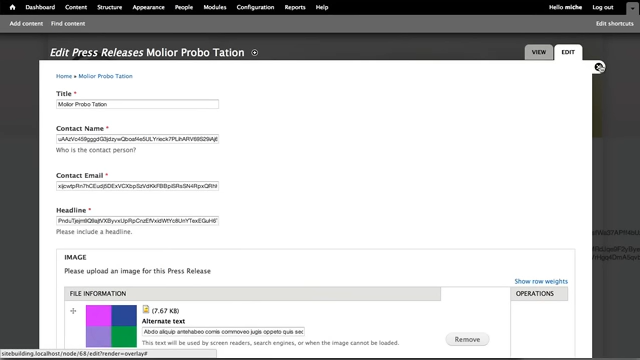 Dashboard Content Structure Appearance People Modules Configuration Reports Help Hello miche Log out
Add content Find content Edit shortcuts
Edit Press Releases Molior Probo Tation
VIEW EDIT
Home » Molior Probo Tation
Title *
Molior Probo Tation
Contact Name *
Who is the contact person?
Contact Email *
Headline *
Please include a headline.
IMAGE
Please upload an image for this Press Release
Show row weights
FILE INFORMATION OPERATIONS
(7.67 KB)
Alternate text
Abdo aliquip antehabeo comis commoveo jugis oppeto quis sec
Remove
This text will be used by screen readers, search engines, or when the image cannot be loaded.
sitebuilding.localhost/node/68/edit?render=overlay#